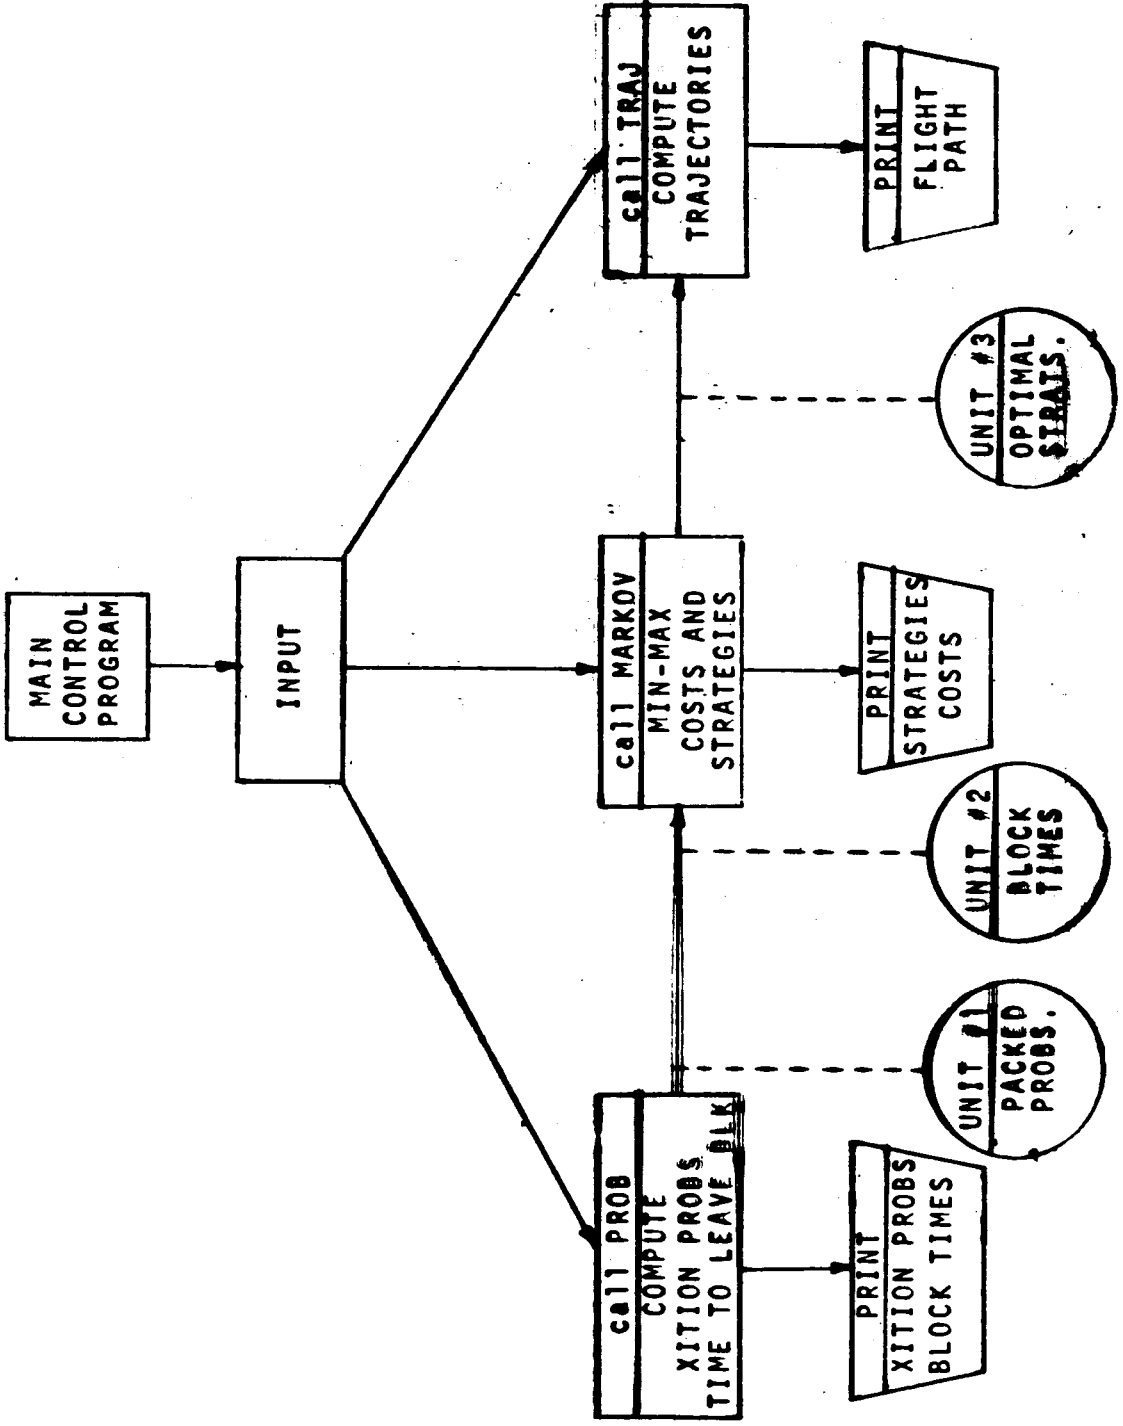 MAIN
CONTROL
PROGRAM
INPUT
call PROB
COMPUTE
XITION PROBS
TIME TO LEAVE BLK
call MARKOV
MIN-MAX
COSTS AND
STRATEGIES
call TRAJ
COMPUTE
TRAJECTORIES
PRINT
XITION PROBS
BLOCK TIMES
UNIT #1
PACKED
PROBS.
UNIT #2
BLOCK
TIMES
PRINT
STRATEGIES
COSTS
UNIT #3
OPTIMAL
STRATS.
PRINT
FLIGHT
PATH